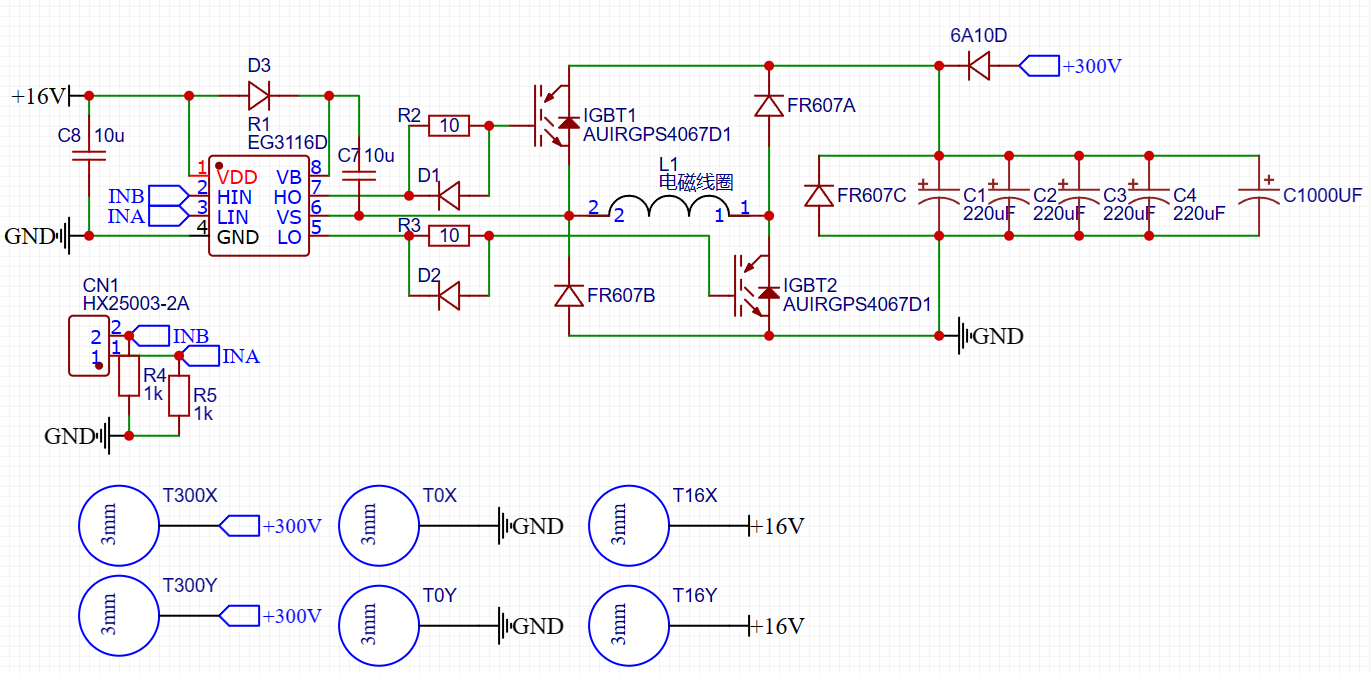 6A10D
+300V
D3
+16V
C8 10u
R1
EG3116D
1 VDD
2 HIN
3 LIN
4 GND
VB 8
HO 7
VS 6
LO 5
INB
INA
GND
C7 10u
R2
10
D1
R3
10
D2
IGBT1
AUIRGPS4067D1
FR607A
L1
电磁线圈
2 2 1 1
FR607B
IGBT2
AUIRGPS4067D1
FR607C
+ C1
220uF
+ C2
220uF
+ C3
220uF
+ C4
220uF
+ C1000UF
GND
CN1
HX25003-2A
2 2
1 1
INB
INA
R4
1k
R5
1k
GND
3mm T300X +300V
3mm T0X GND
3mm T16X +16V
3mm T300Y +300V
3mm T0Y GND
3mm T16Y +16V